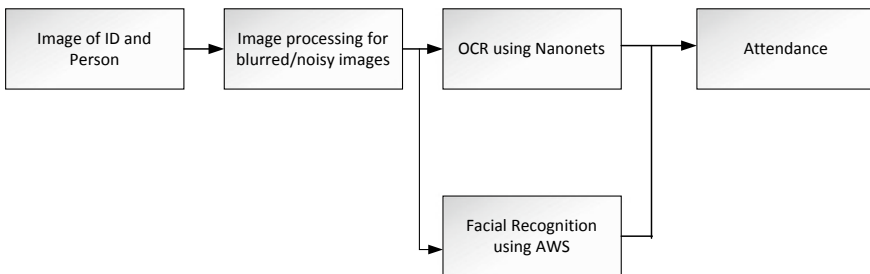 Image of ID and
Person
Image processing for
blurred/noisy images
OCR using Nanonets
Attendance
Facial Recognition
using AWS